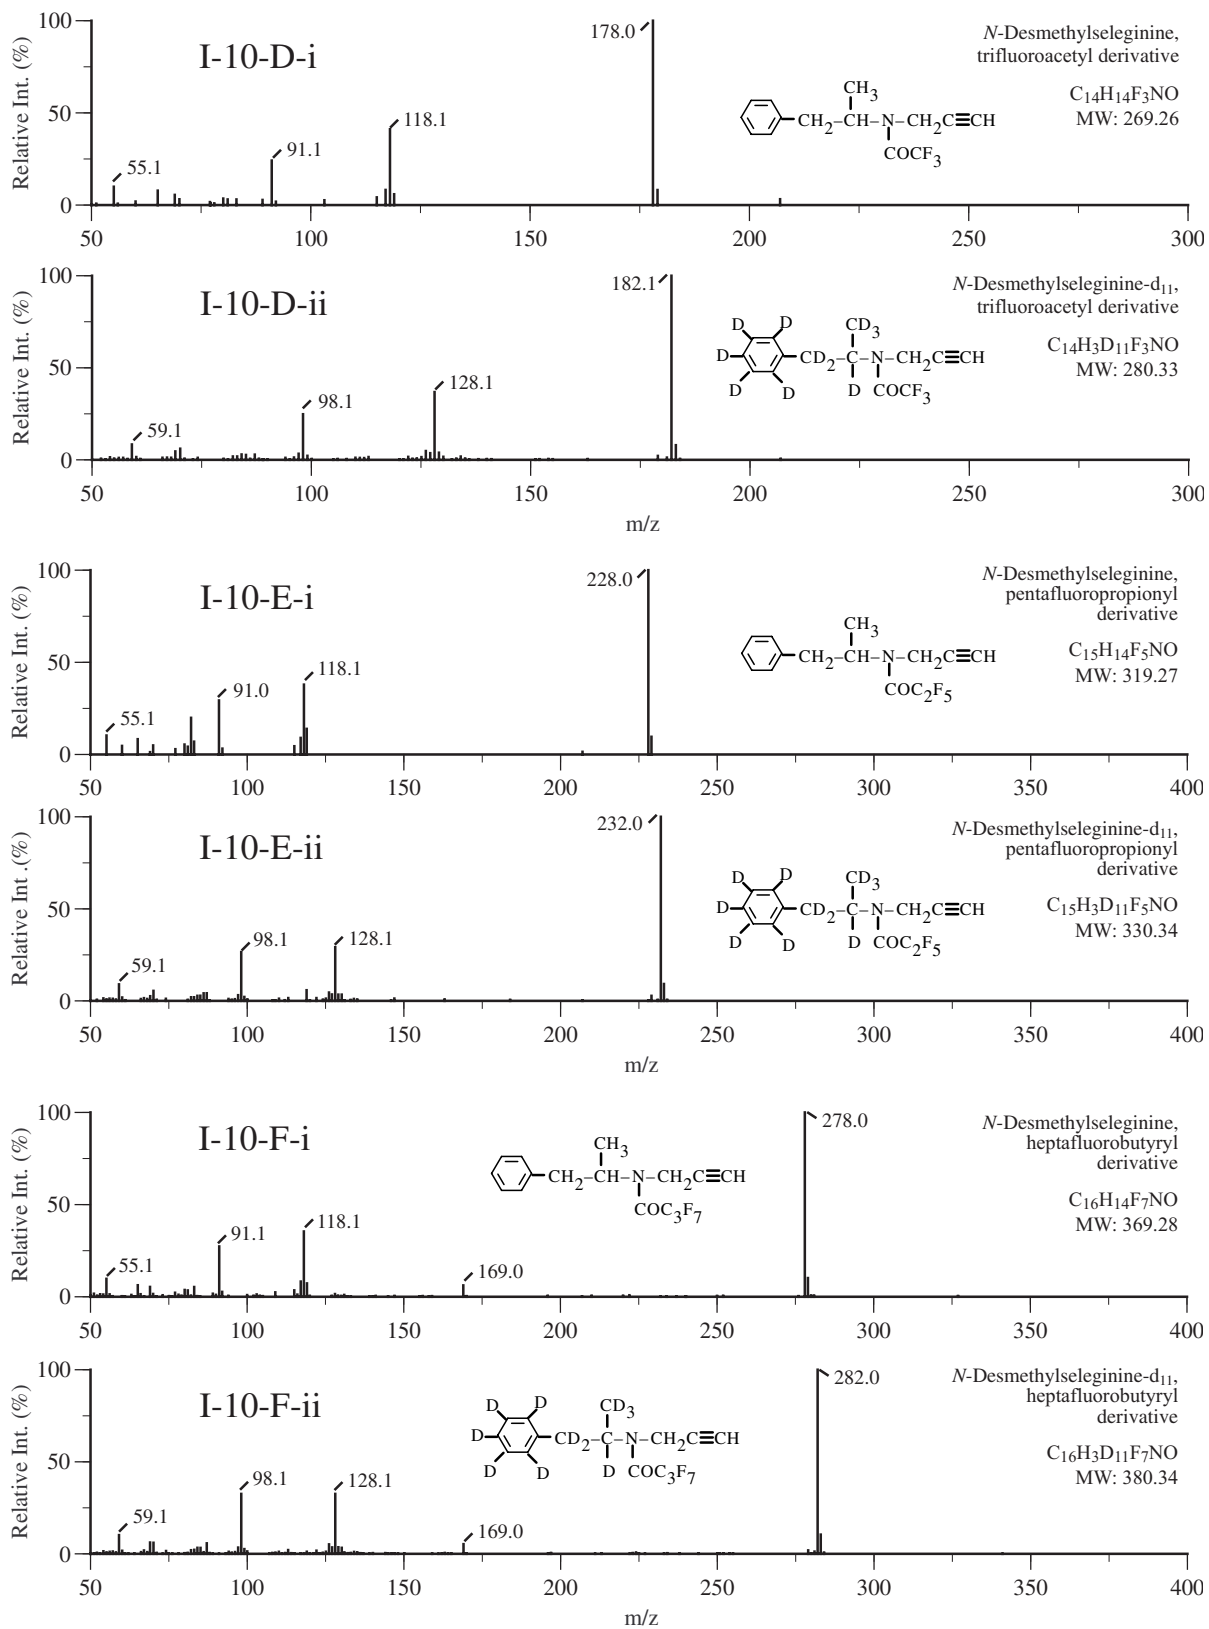 Relative Int. (%)
100
50
0
I-10-D-i
55.1
91.1
118.1
178.0
N-Desmethylseleginine,
trifluoroacetyl derivative
C14H14F3NO
MW: 269.26
CH3
CH2–CH–N–CH2C≡CH
COCF3
50 100 150 200 250 300
Relative Int. (%)
100
50
0
I-10-D-ii
59.1
98.1
128.1
182.1
N-Desmethylseleginine-d11,
trifluoroacetyl derivative
C14H3D11F3NO
MW: 280.33
D D CD3
D CD2–C–N–CH2C≡CH
D D D COCF3
50 100 150 200 250 300
m/z
Relative Int. (%)
100
50
0
I-10-E-i
55.1
91.0
118.1
228.0
N-Desmethylseleginine,
pentafluoropropionyl
derivative
C15H14F5NO
MW: 319.27
CH3
CH2–CH–N–CH2C≡CH
COC2F5
50 100 150 200 250 300 350 400
Relative Int .(%)
100
50
0
I-10-E-ii
59.1
98.1
128.1
232.0
N-Desmethylseleginine-d11,
pentafluoropropionyl
derivative
C15H3D11F5NO
MW: 330.34
D D CD3
D CD2–C–N–CH2C≡CH
D D D COC2F5
50 100 150 200 250 300 350 400
m/z
Relative Int. (%)
100
50
0
I-10-F-i
55.1
91.1
118.1
169.0
278.0
N-Desmethylseleginine,
heptafluorobutyryl
derivative
C16H14F7NO
MW: 369.28
CH3
CH2–CH–N–CH2C≡CH
COC3F7
50 100 150 200 250 300 350 400
Relative Int. (%)
100
50
0
I-10-F-ii
59.1
98.1
128.1
169.0
282.0
N-Desmethylseleginine-d11,
heptafluorobutyryl
derivative
C16H3D11F7NO
MW: 380.34
D D CD3
D CD2–C–N–CH2C≡CH
D D D COC3F7
50 100 150 200 250 300 350 400
m/z